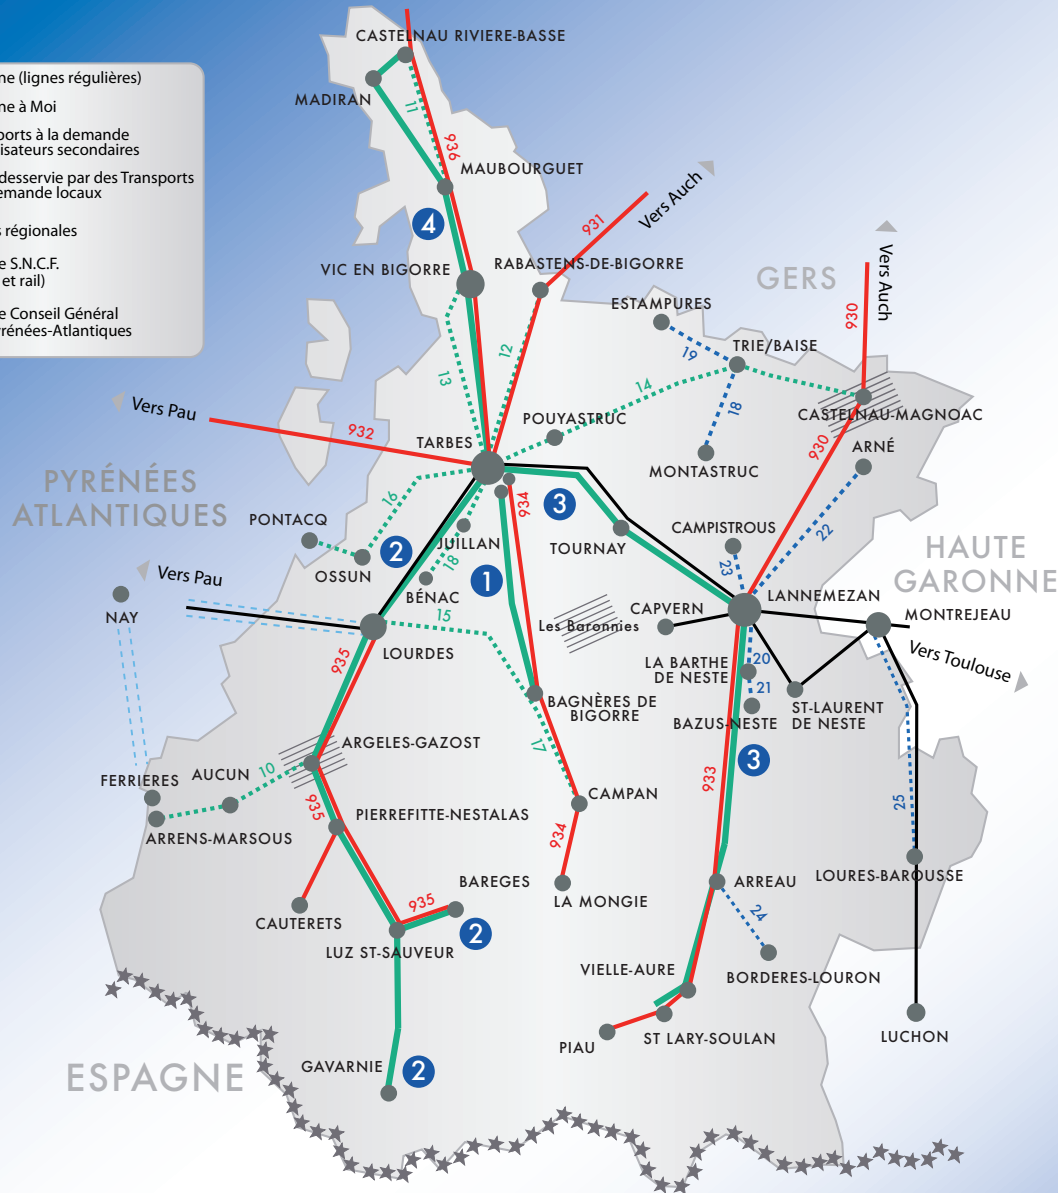 ne (lignes régulières)
ne à Moi
ports à la demande
isateurs secondaires
desservie par des Transports
emande locaux
s régionales
e S.N.C.F.
et rail)
e Conseil Général
yrénées-Atlantiques
CASTELNAU RIVIERE-BASSE
MADIRAN
11
936
MAUBOURGUET
4
Vers Auch
931
VIC EN BIGORRE
RABASTENS-DE-BIGORRE
GERS
Vers Auch
ESTAMPURES
930
19
TRIE/BAISE
12
13
14
18
Vers Pau
932
CASTELNAU-MAGNOAC
POUYASTRUC
TARBES
930
ARNÉ
MONTASTRUC
PYRÉNÉES
ATLANTIQUES
16
934
3
PONTACQ
2
JUILLAN
TOURNAY
CAMPISTROUS
22
HAUTE
GARONNE
OSSUN
18
23
Vers Pau
BÉNAC
1
LANNEMEZAN
NAY
15
CAPVERN
MONTREJEAU
Les Baronnies
LOURDES
935
LA BARTHE
DE NESTE
20
Vers Toulouse
21
BAGNÈRES DE
BIGORRE
ST-LAURENT
DE NESTE
BAZUS-NESTE
ARGELES-GAZOST
17
3
10
FERRIERES
AUCUN
933
CAMPAN
25
935
PIERREFITTE-NESTALAS
ARRENS-MARSOUS
934
BAREGES
ARREAU
LOURES-BAROUSSE
LA MONGIE
935
CAUTERETS
24
2
LUZ ST-SAUVEUR
VIELLE-AURE
BORDERES-LOURON
PIAU
ST LARY-SOULAN
LUCHON
ESPAGNE
GAVARNIE
2